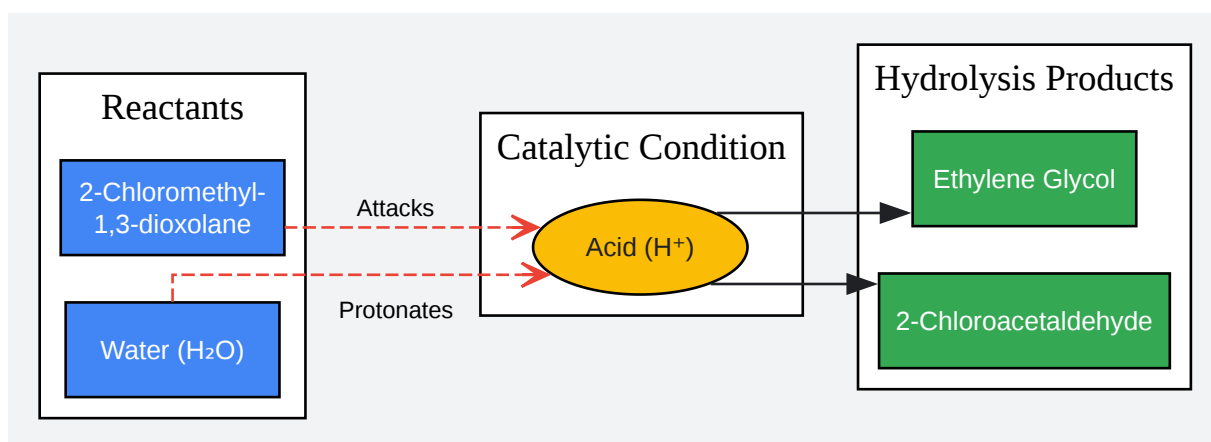 Reactants
2-Chloromethyl-
1,3-dioxolane
Water (H₂O)
Attacks
Protonates
Catalytic Condition
Acid (H⁺)
Hydrolysis Products
Ethylene Glycol
2-Chloroacetaldehyde